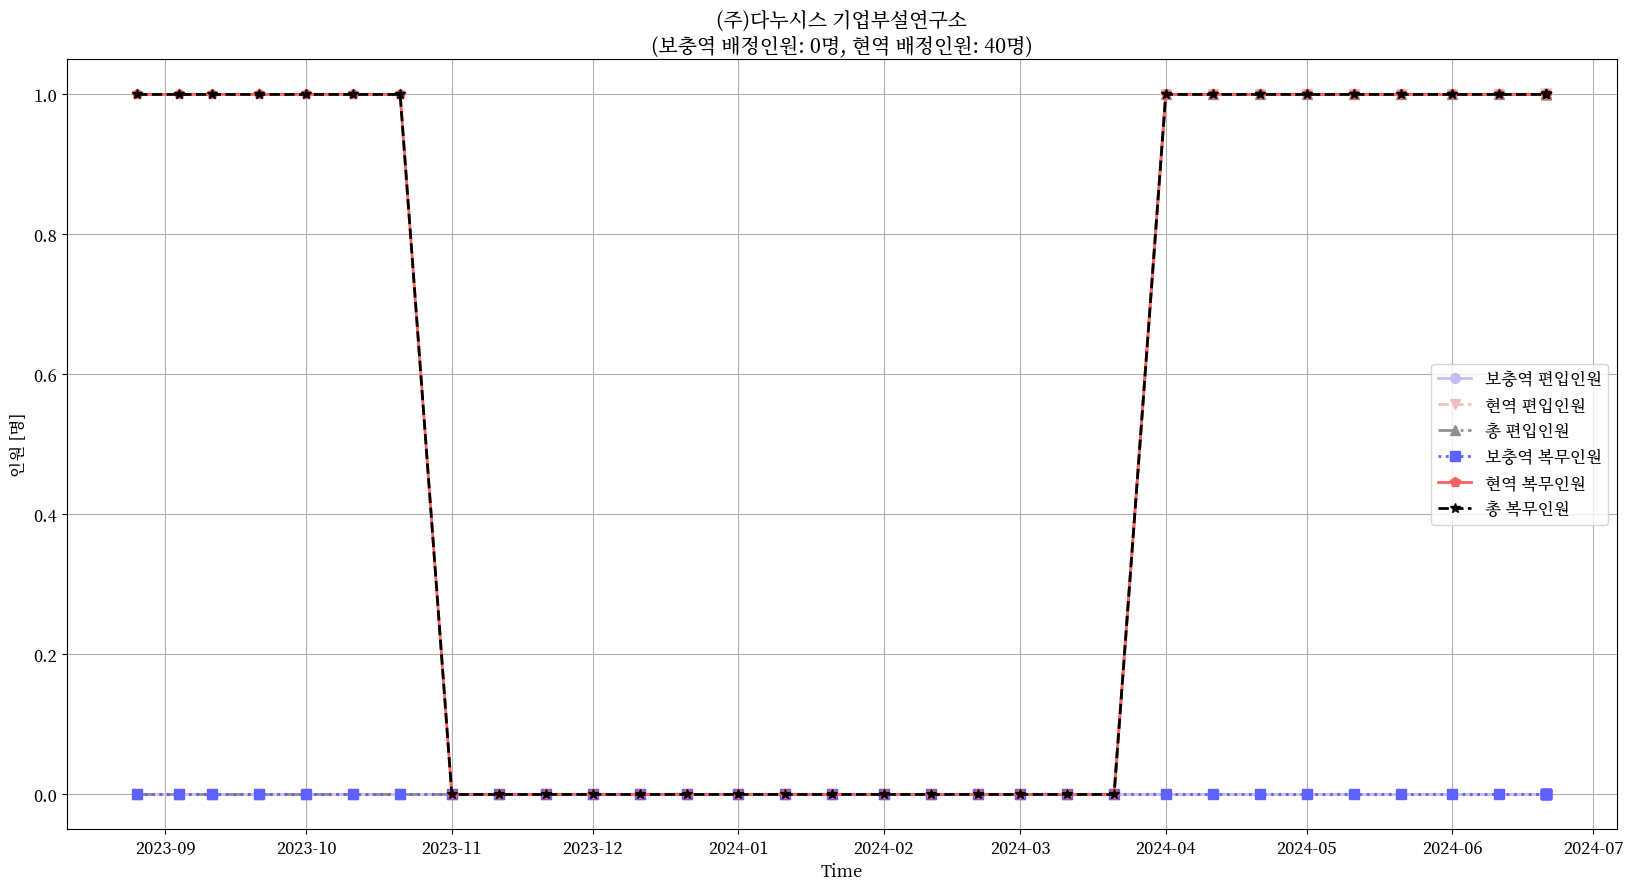 (주)다누시스 기업부설연구소
(보충역 배정인원: 0명, 현역 배정인원: 40명)
1.0
0.8
0.6
0.4
0.2
0.0
인원 [명]
보충역 편입인원
현역 편입인원
총 편입인원
보충역 복무인원
현역 복무인원
총 복무인원
2023-09 2023-10 2023-11 2023-12 2024-01 2024-02 2024-03 2024-04 2024-05 2024-06 2024-07
Time